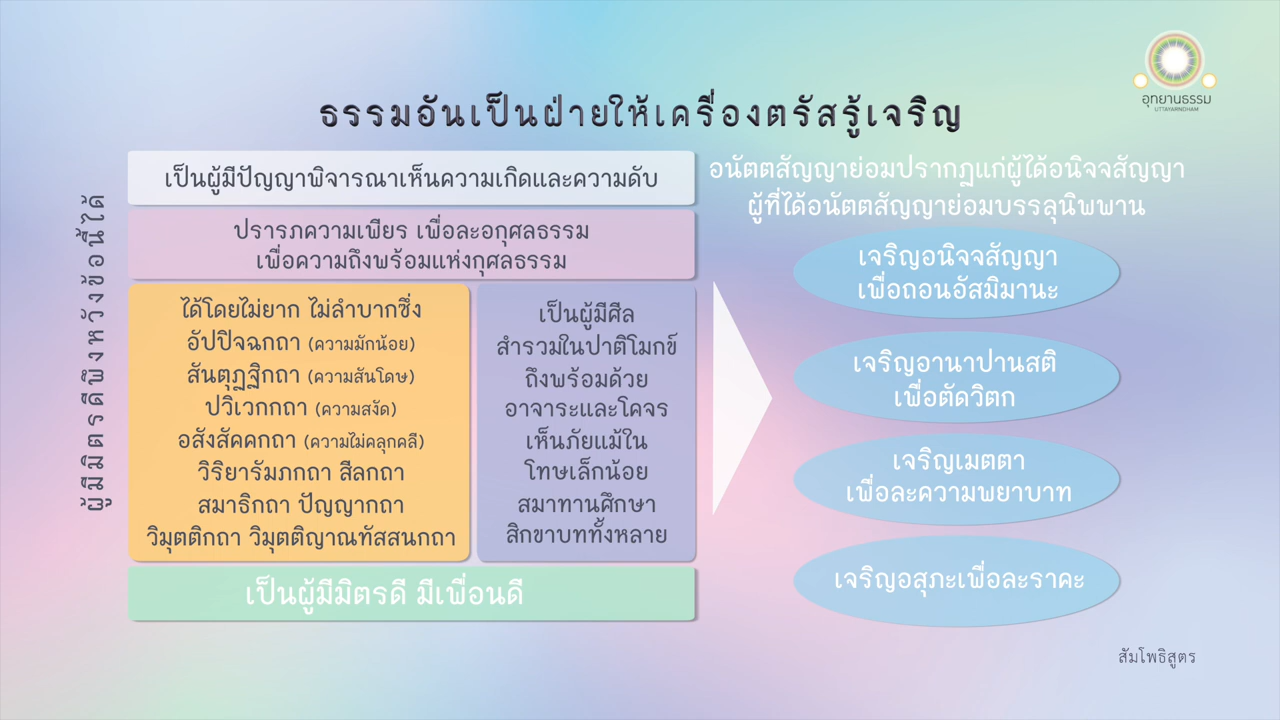 อุทยานธรรม
UTTAYARNDHAM
ธรรมอันเป็นฝ่ายให้เครื่องตรัสรู้เจริญ
ผู้มีมิตรดีพึงหวังข้อนี้ได้
เป็นผู้มีปัญญาพิจารณาเห็นความเกิดและความดับ
ปรารภความเพียร เพื่อละอกุศลธรรม
เพื่อความถึงพร้อมแห่งกุศลธรรม
ได้โดยไม่ยาก ไม่ลำบากซึ่ง
อัปปิจฉกถา (ความมักน้อย)
สันตุฏฐิกถา (ความสันโดษ)
ปวิเวกกถา (ความสงัด)
อสังสัคคกถา (ความไม่คลุกคลี)
วิริยารัมภกถา สีลกถา
สมาธิกถา ปัญญากถา
วิมุตติกถา วิมุตติญาณทัสสนกถา
เป็นผู้มีศีล
สำรวมในปาติโมกข์
ถึงพร้อมด้วย
อาจาระและโคจร
เห็นภัยแม้ใน
โทษเล็กน้อย
สมาทานศึกษา
สิกขาบททั้งหลาย
เป็นผู้มีมิตรดี มีเพื่อนดี
อนัตตสัญญาย่อมปรากฏแก่ผู้ได้อนิจจสัญญา
ผู้ที่ได้อนัตตสัญญาย่อมบรรลุนิพพาน
เจริญอนิจจสัญญา
เพื่อถอนอัสมิมานะ
เจริญอานาปานสติ
เพื่อตัดวิตก
เจริญเมตตา
เพื่อละความพยาบาท
เจริญอสุภะเพื่อละราคะ
สัมโพธิสูตร